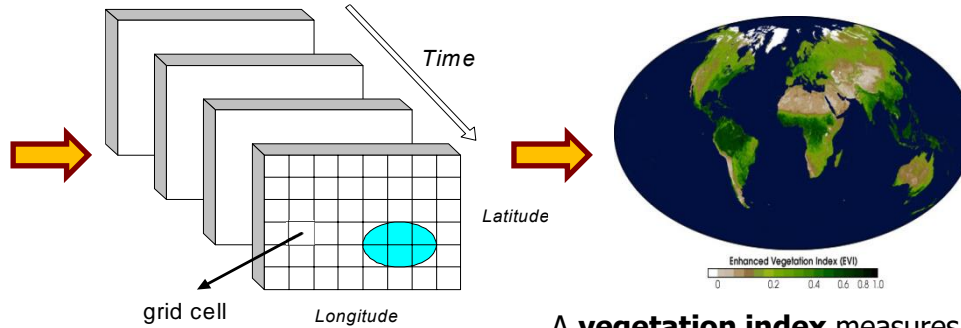 Time
Latitude
grid cell
Longitude
Enhanced Vegetation Index (EVI)
0 0.2 0.4 0.6 0.8 1.0
A vegetation index measures